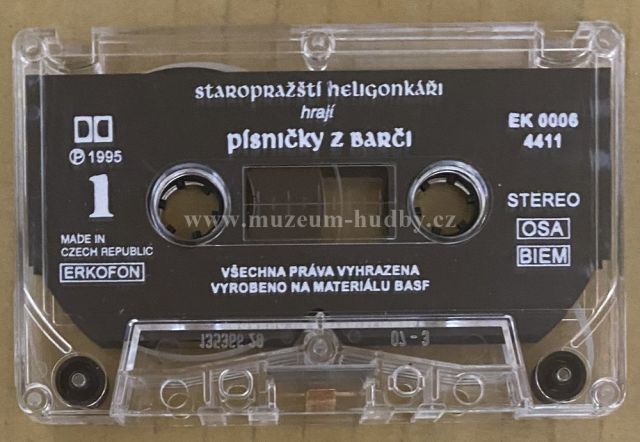 STAROPRAŽŠTÍ HELIGONKÁŘI
hrají
PÍSNIČKY Z BARČI
EK 0006
4411
℗ 1995
1
STEREO
www.muzeum-hudby.cz
MADE IN
CZECH REPUBLIC
ERKOFON
OSA
BIEM
VŠECHNA PRÁVA VYHRAZENA
VYROBENO NA MATERIÁLU BASF